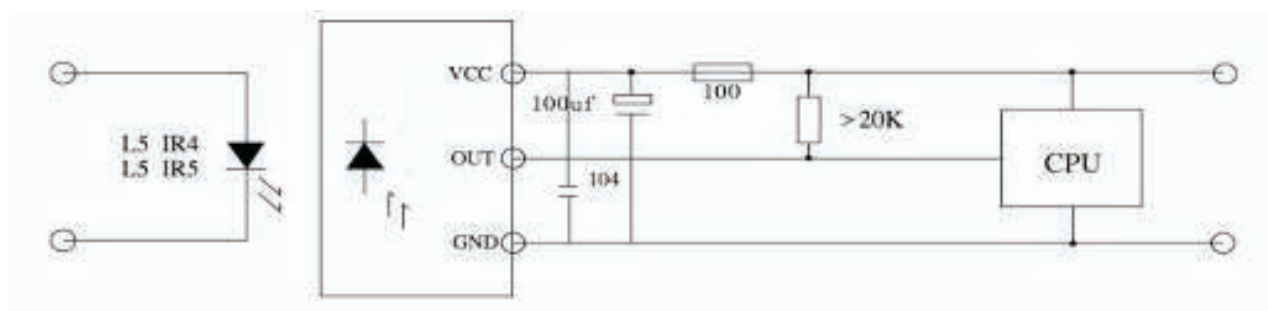 VCC
100uf
100
>20K
L5 IR4
L5 IR5
OUT
104
CPU
GND